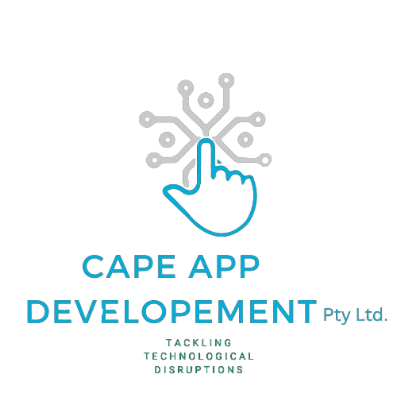 CAPE APP
DEVELOPEMENT Pty Ltd.
TACKLING
TECHNOLOGICAL
DISRUPTIONS